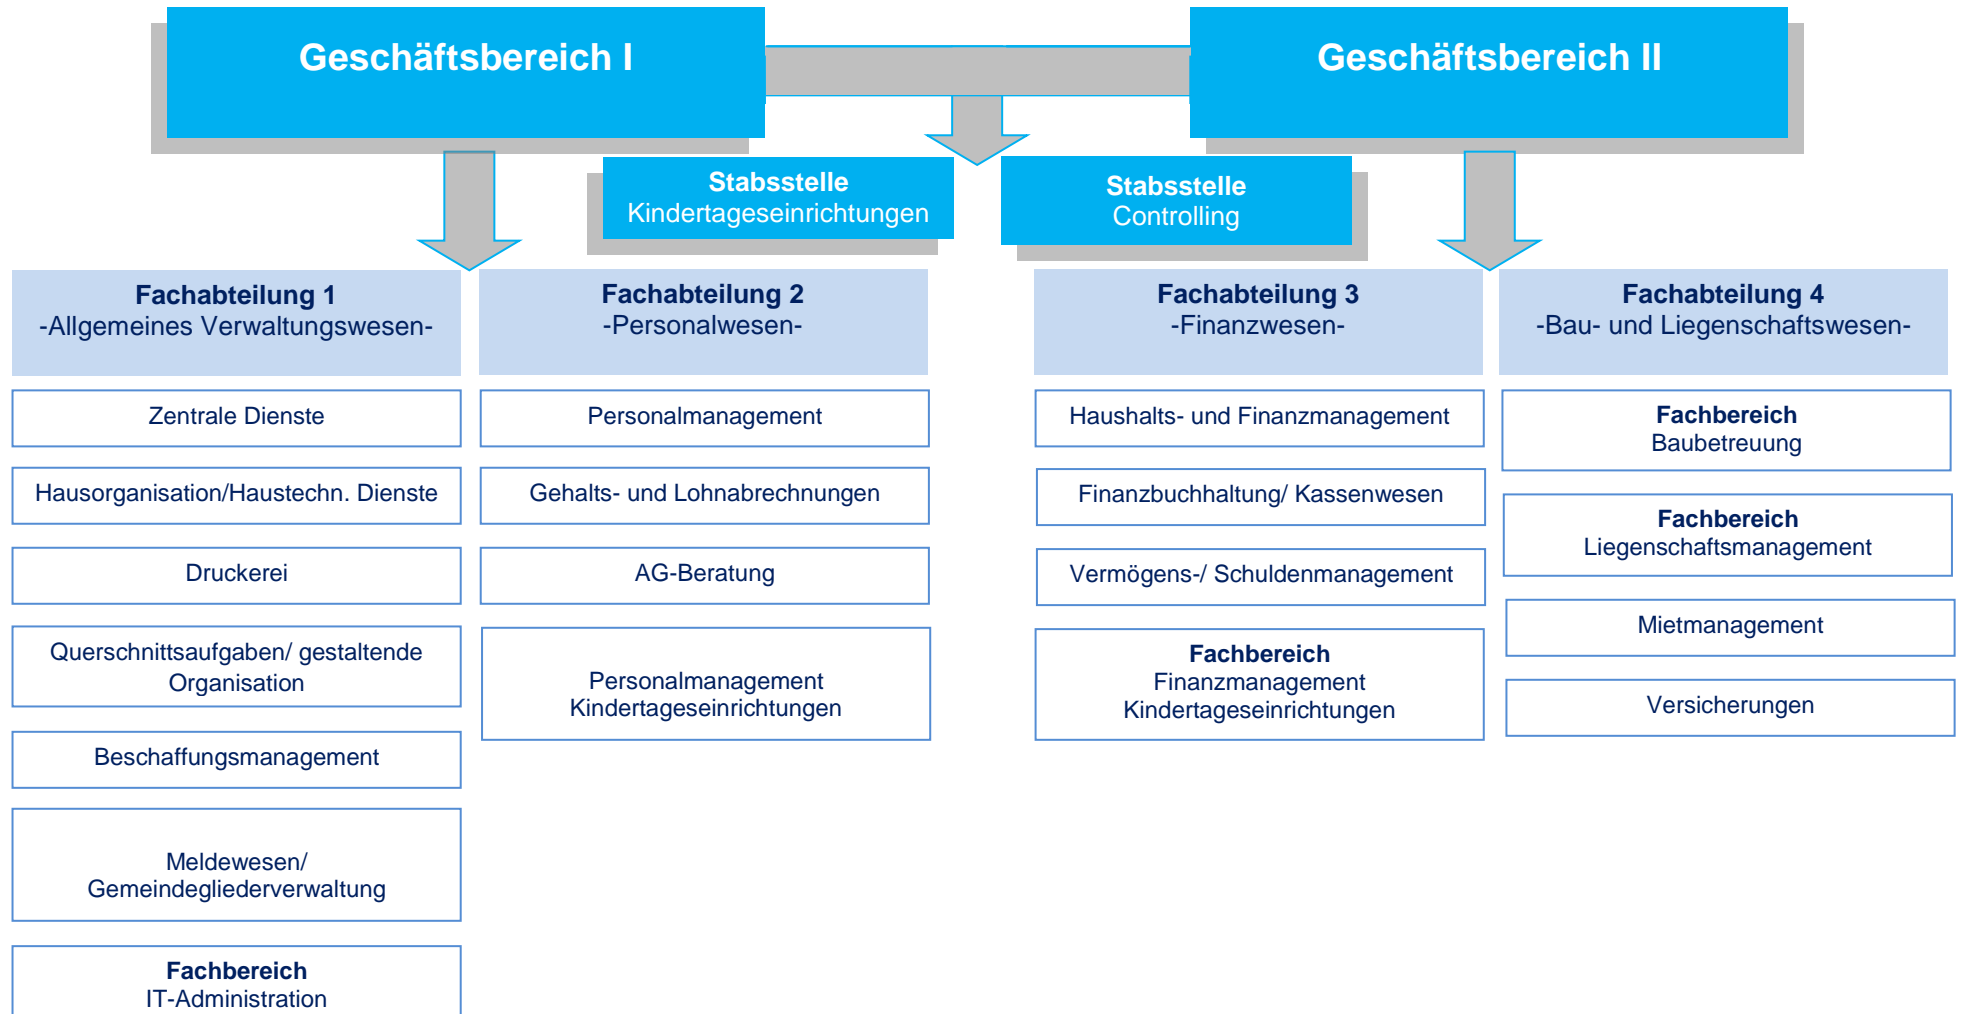 Geschäftsbereich I
Geschäftsbereich II
Stabsstelle
Kindertageseinrichtungen
Stabsstelle
Controlling
Fachabteilung 1
-Allgemeines Verwaltungswesen-
Zentrale Dienste
Hausorganisation/Haustechn. Dienste
Druckerei
Querschnittsaufgaben/ gestaltende
Organisation
Beschaffungsmanagement
Meldewesen/
Gemeindegliederverwaltung
Fachbereich
IT-Administration
Fachabteilung 2
-Personalwesen-
Personalmanagement
Gehalts- und Lohnabrechnungen
AG-Beratung
Personalmanagement
Kindertageseinrichtungen
Fachabteilung 3
-Finanzwesen-
Haushalts- und Finanzmanagement
Finanzbuchhaltung/ Kassenwesen
Vermögens-/ Schuldenmanagement
Fachbereich
Finanzmanagement
Kindertageseinrichtungen
Fachabteilung 4
-Bau- und Liegenschaftswesen-
Fachbereich
Baubetreuung
Fachbereich
Liegenschaftsmanagement
Mietmanagement
Versicherungen